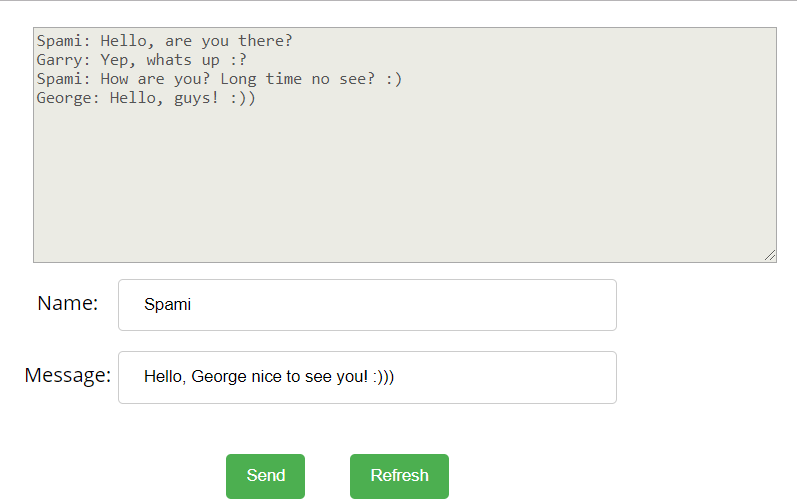 Spami: Hello, are you there?
Garry: Yep, whats up :?
Spami: How are you? Long time no see? :)
George: Hello, guys! :))
Name: Spami
Message: Hello, George nice to see you! :)))
Send Refresh